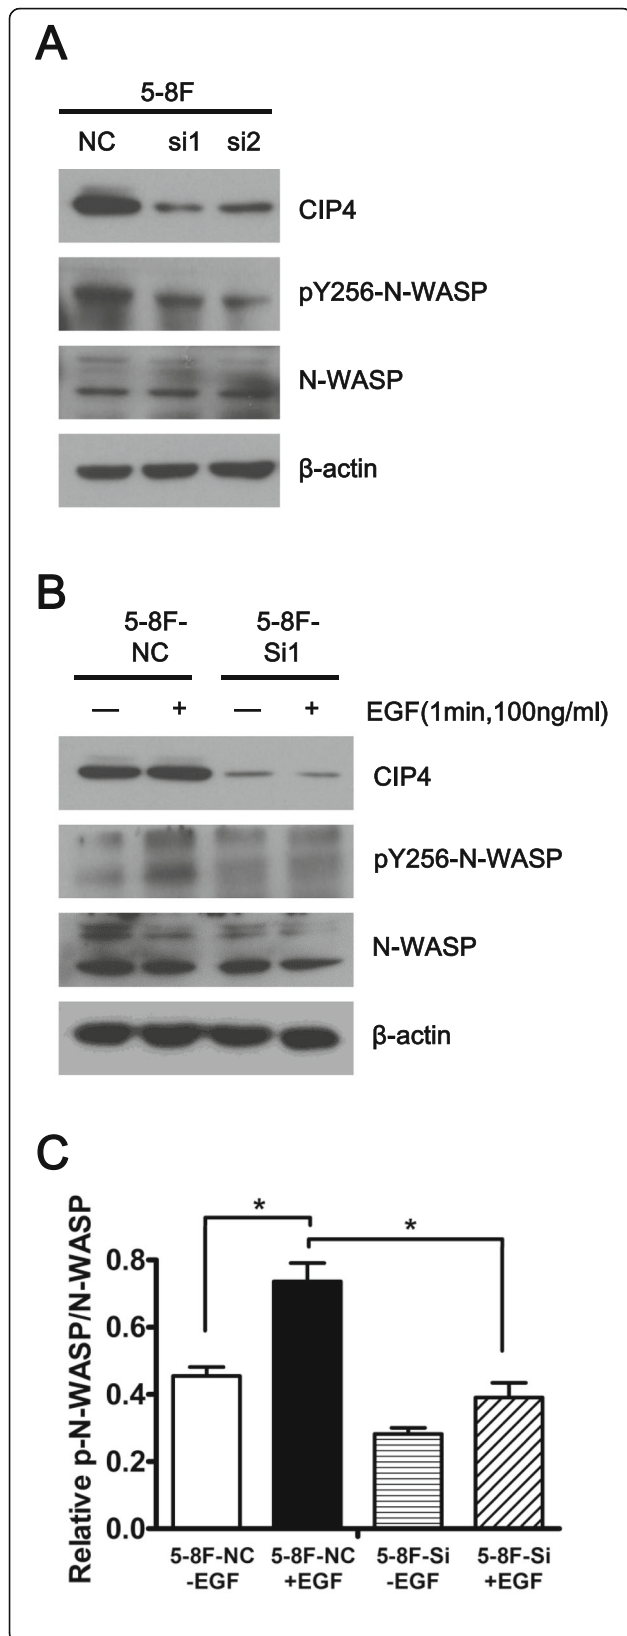 A
5-8F
NC si1 si2
CIP4
pY256-N-WASP
N-WASP
β-actin
B
5-8F-
NC
5-8F-
Si1
— + — + EGF(1min,100ng/ml)
CIP4
pY256-N-WASP
N-WASP
β-actin
C
Relative p-N-WASP/N-WASP
* *
0.8
0.6
0.4
0.2
0.0
5-8F-NC 5-8F-NC 5-8F-Si 5-8F-Si
-EGF +EGF -EGF +EGF